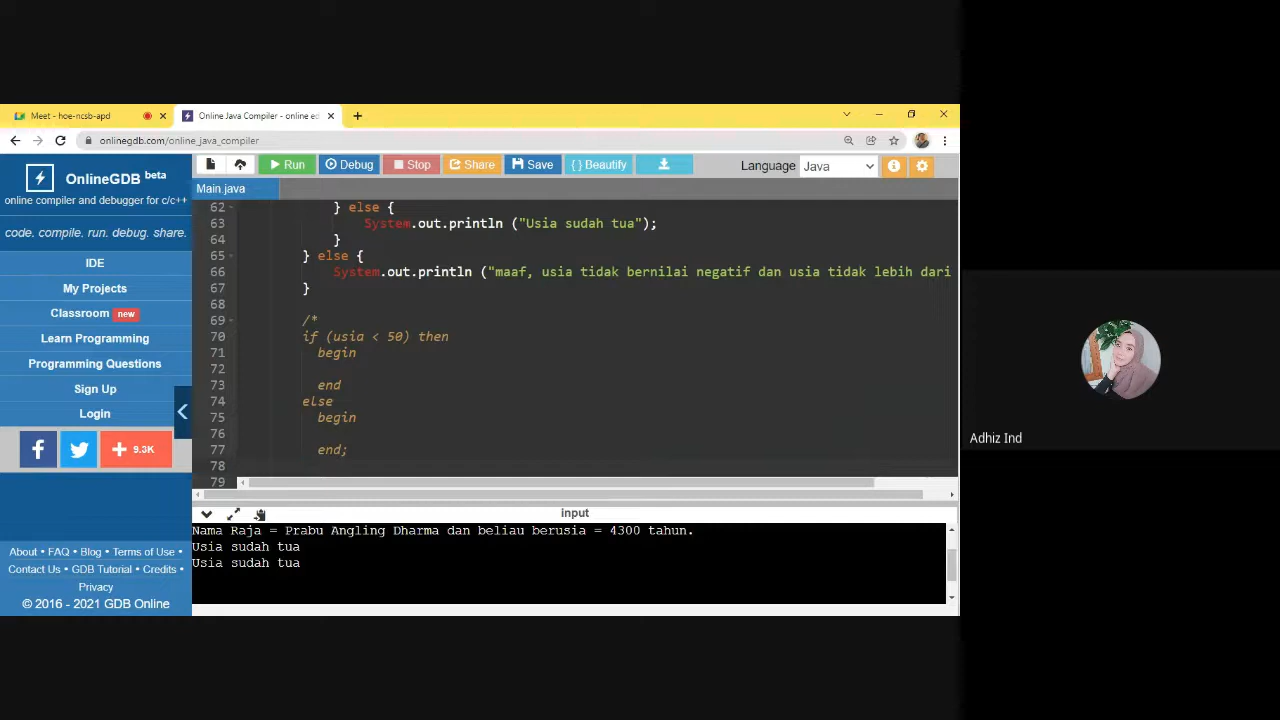 Meet - hoe-ncsb-apd
Online Java Compiler - online ed
onlinegdb.com/online_java_compiler
OnlineGDB beta
online compiler and debugger for c/c++
code. compile. run. debug. share.
IDE
My Projects
Classroom new
Learn Programming
Programming Questions
Sign Up
Login
9.3K
About • FAQ • Blog • Terms of Use •
Contact Us • GDB Tutorial • Credits •
Privacy
© 2016 - 2021 GDB Online
Run Debug Stop Share Save { } Beautify Language Java
Main.java
62 } else {
63 System.out.println ("Usia sudah tua");
64 }
65 } else {
66 System.out.println ("maaf, usia tidak bernilai negatif dan usia tidak lebih dari
67 }
68
69 /*
70 if (usia < 50) then
71 begin
72
73 end
74 else
75 begin
76
77 end;
78
79
input
Nama Raja = Prabu Angling Dharma dan beliau berusia = 4300 tahun.
Usia sudah tua
Usia sudah tua
Adhiz Ind